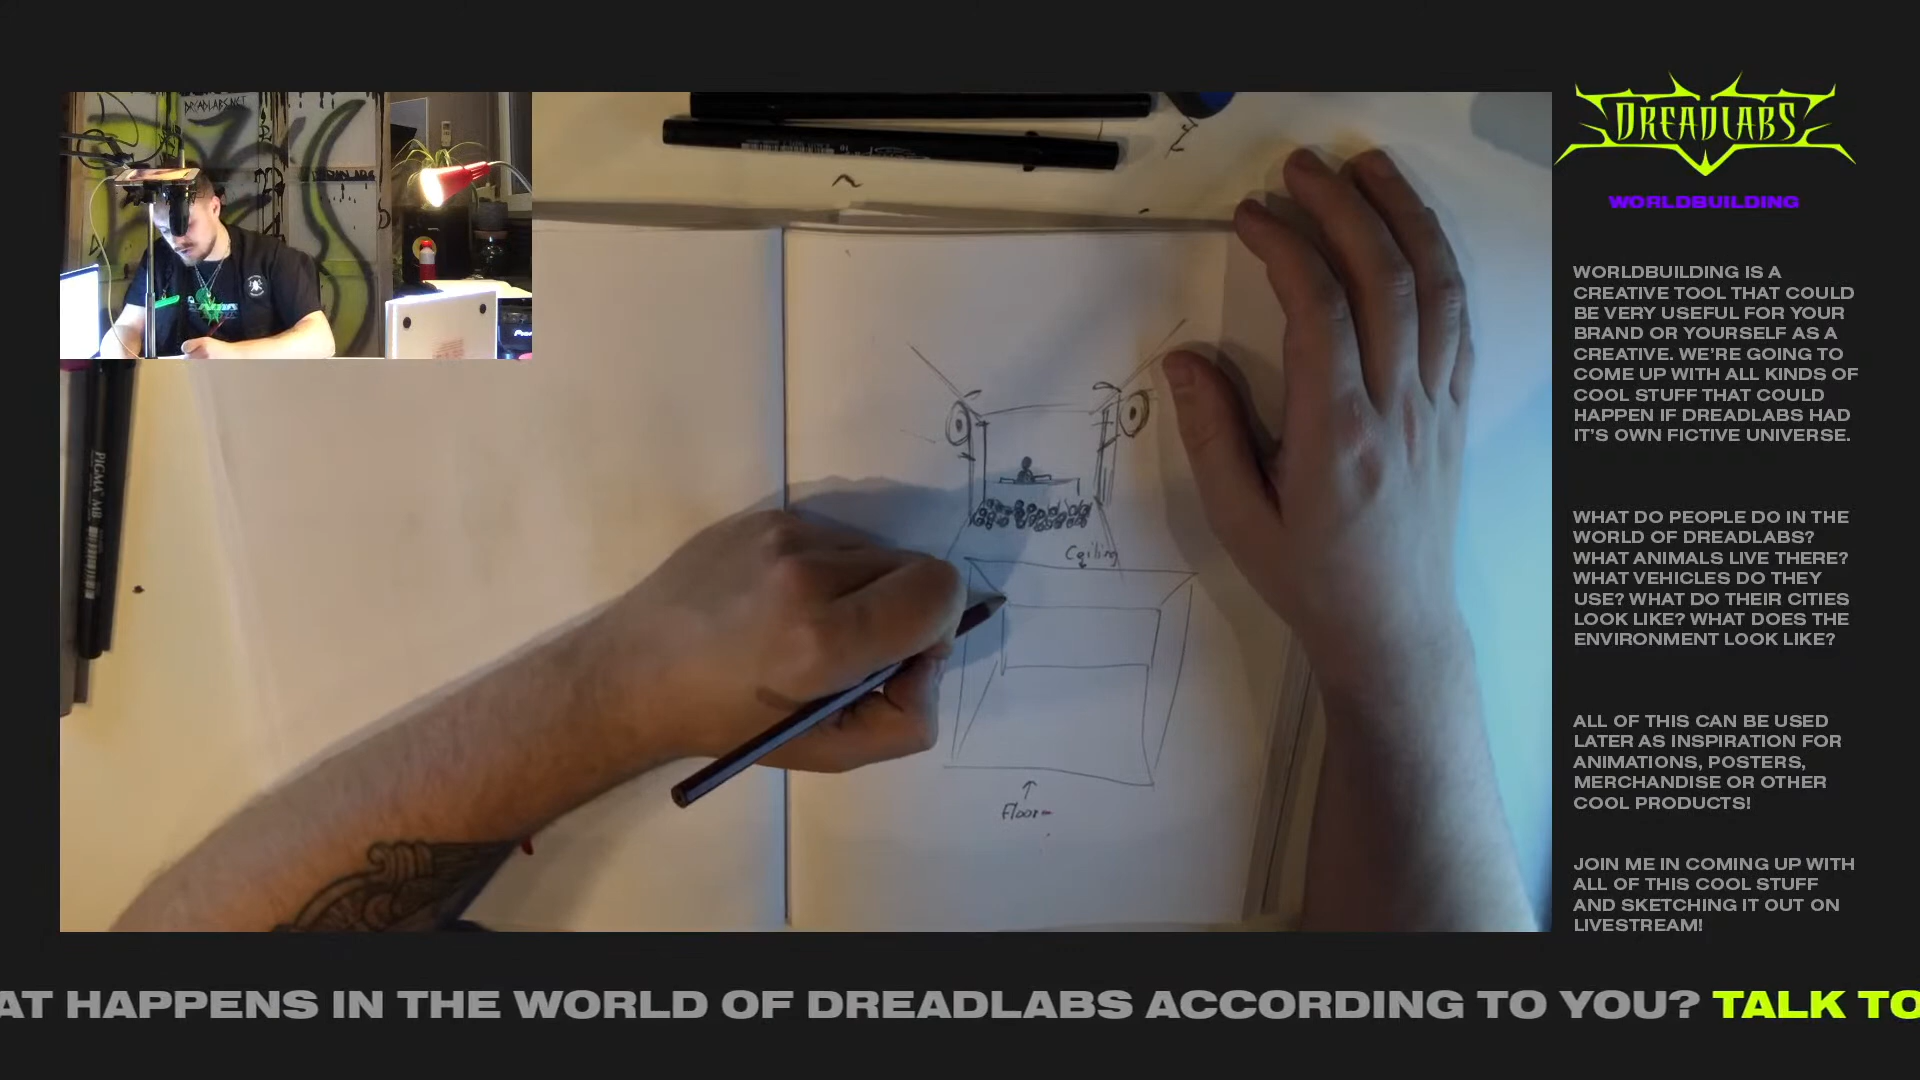 DREADLABS.NET
DREADLABS
WORLDBUILDING
WORLDBUILDING IS A
CREATIVE TOOL THAT COULD
BE VERY USEFUL FOR YOUR
BRAND OR YOURSELF AS A
CREATIVE. WE'RE GOING TO
COME UP WITH ALL KINDS OF
COOL STUFF THAT COULD
HAPPEN IF DREADLABS HAD
IT'S OWN FICTIVE UNIVERSE.
WHAT DO PEOPLE DO IN THE
WORLD OF DREADLABS?
WHAT ANIMALS LIVE THERE?
WHAT VEHICLES DO THEY
USE? WHAT DO THEIR CITIES
LOOK LIKE? WHAT DOES THE
ENVIRONMENT LOOK LIKE?
ALL OF THIS CAN BE USED
LATER AS INSPIRATION FOR
ANIMATIONS, POSTERS,
MERCHANDISE OR OTHER
COOL PRODUCTS!
JOIN ME IN COMING UP WITH
ALL OF THIS COOL STUFF
AND SKETCHING IT OUT ON
LIVESTREAM!
PIGMA MB
Ceiling
Floor
AT HAPPENS IN THE WORLD OF DREADLABS ACCORDING TO YOU? TALK TO